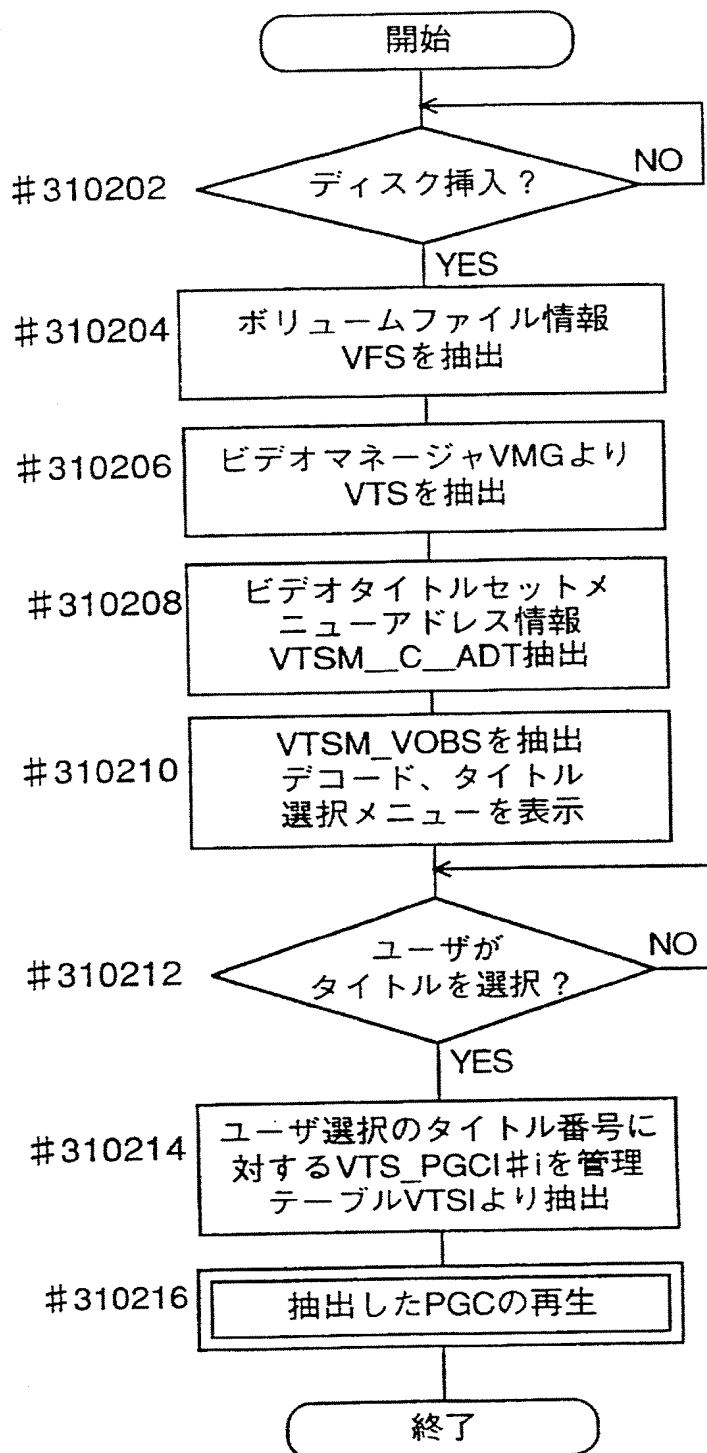 開始
#310202
ディスク挿入？
NO
YES
#310204
ボリュームファイル情報
VFSを抽出
#310206
ビデオマネージャVMGより
VTSを抽出
#310208
ビデオタイトルセットメ
ニューアドレス情報
VTSM__C__ADT抽出
#310210
VTSM_VOBSを抽出
デコード、タイトル
選択メニューを表示
#310212
ユーザが
タイトルを選択？
NO
YES
#310214
ユーザ選択のタイトル番号に
対するVTS_PGCI#iを管理
テーブルVTSIより抽出
#310216
抽出したPGCの再生
終了